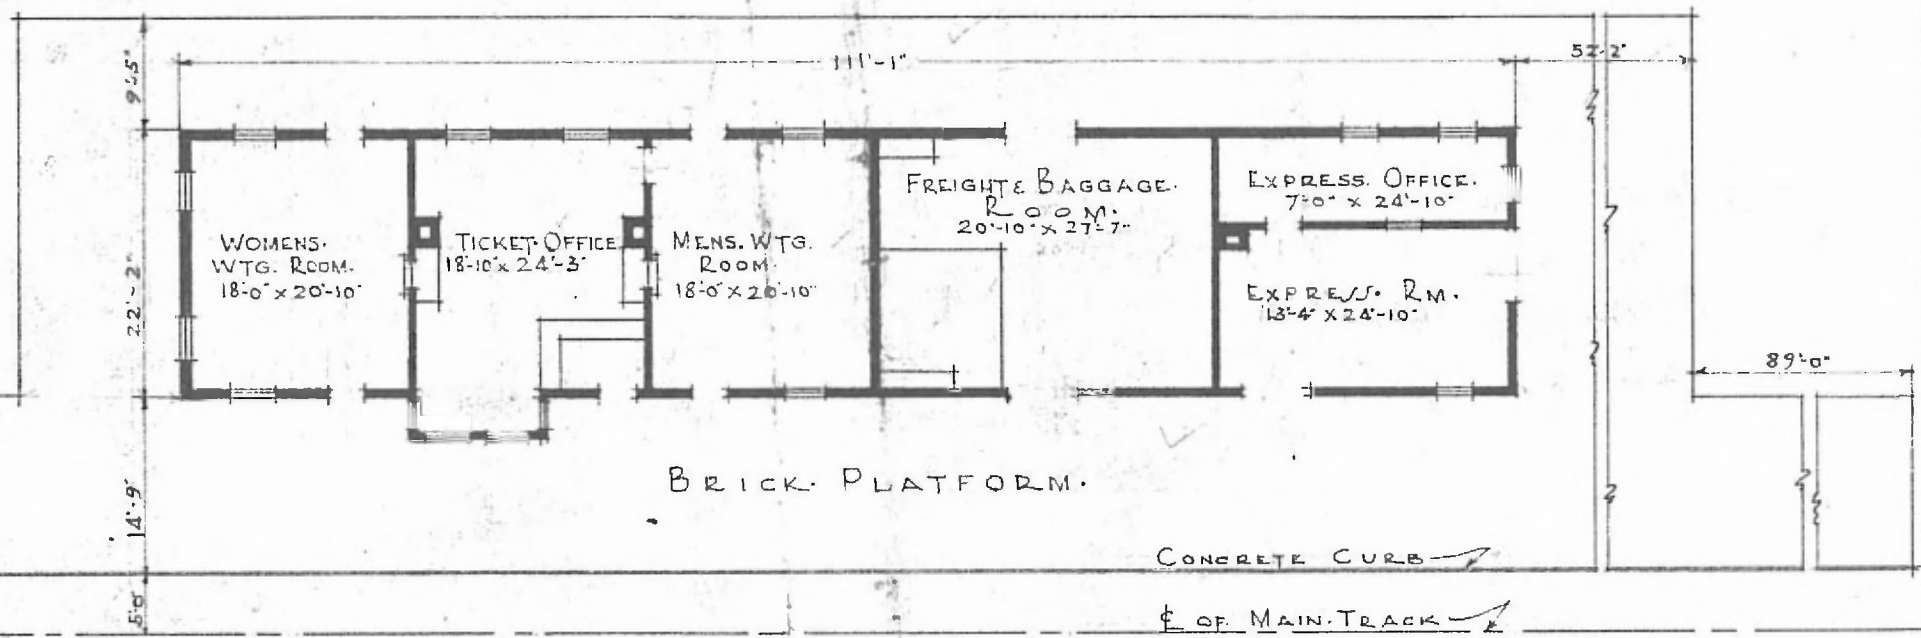 111'-1"
52'-2"
9'-5"
22'-2"
14'-9"
5'-0"
WOMENS.
WTG. ROOM.
18'-0" x 20'-10"
TICKET. OFFICE
18'-10" x 24'-3"
MENS. WTG.
ROOM.
18'-0" x 20'-10"
FREIGHT & BAGGAGE.
ROOM.
20'-10" x 27'-7"
EXPRESS. OFFICE.
7'-0" x 24'-10"
EXPRESS. RM.
13'-4" x 24'-10"
89'-0"
BRICK. PLATFORM.
CONCRETE CURB
℄ OF. MAIN. TRACK